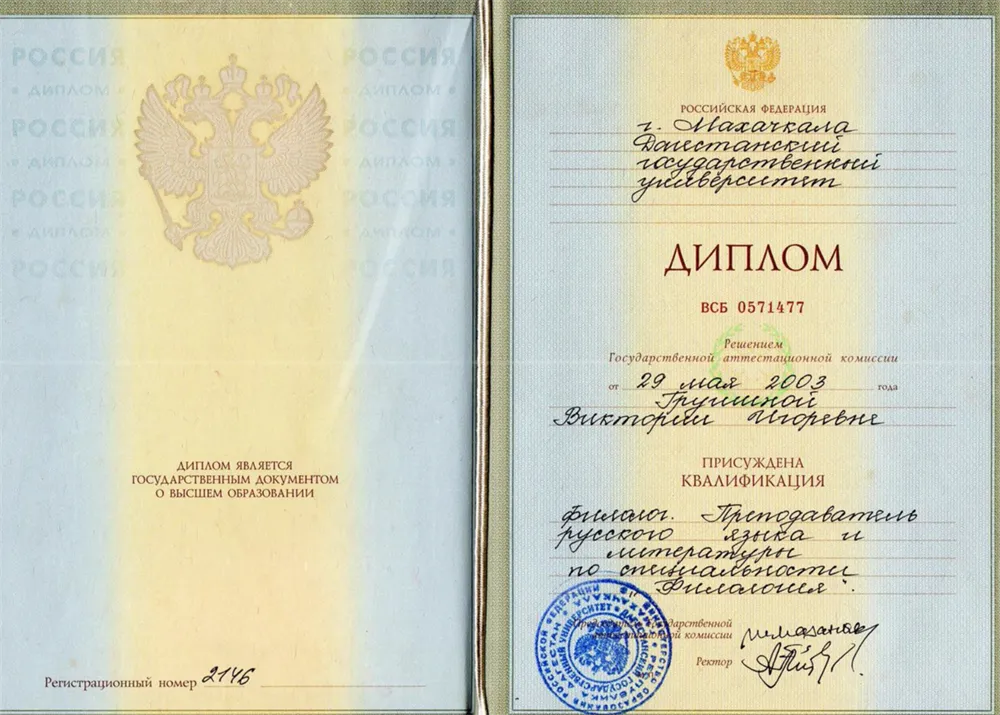 РОССИЯ РОССИЯ
ДИПЛОМ ДИПЛОМ
РОССИЯ РОССИЯ
ДИПЛОМ ДИПЛОМ
РОССИЯ РОССИЯ
ДИПЛОМ ДИПЛОМ
РОССИЯ РОССИЯ
ДИПЛОМ ЯВЛЯЕТСЯ
ГОСУДАРСТВЕННЫМ ДОКУМЕНТОМ
О ВЫСШЕМ ОБРАЗОВАНИИ
Регистрационный номер 2146
РОССИЙСКАЯ ФЕДЕРАЦИЯ
г. Махачкала
Дагестанский
государственный
университет
ДИПЛОМ
ВСБ 0571477
Решением
Государственной аттестационной комиссии
от 29 мая 2003 года
Грушиной
Виктории Игоревне
ПРИСУЖДЕНА
КВАЛИФИКАЦИЯ
филолог. Преподаватель
русского языка и
литературы
по специальности
"Филология".
Председатель Государственной
аттестационной комиссии
Ректор